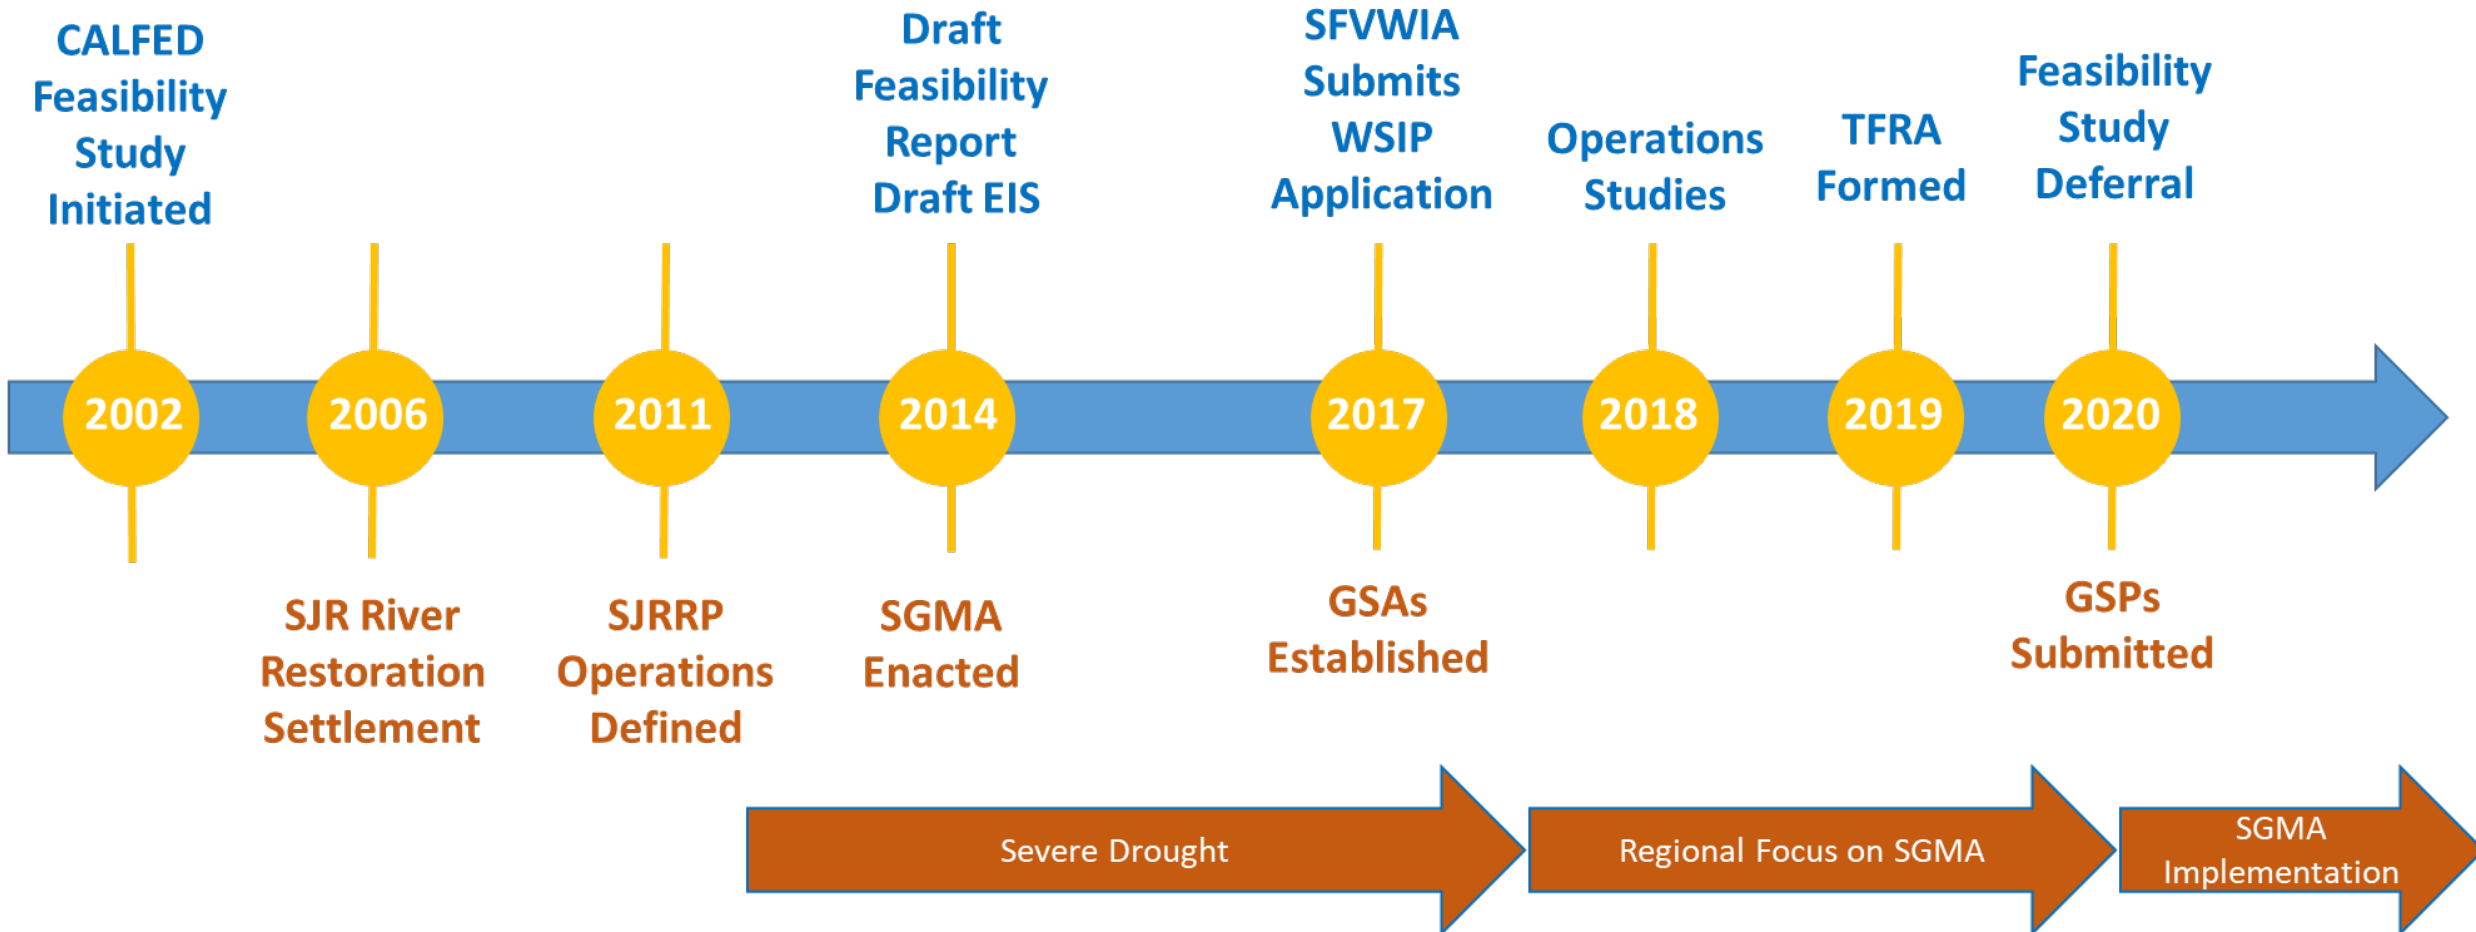 CALFED
Feasibility
Study
Initiated
Draft
Feasibility
Report
Draft EIS
SFVWIA
Submits
WSIP
Application
Operations
Studies
TFRA
Formed
Feasibility
Study
Deferral
2002
2006
2011
2014
2017
2018
2019
2020
SJR River
Restoration
Settlement
SJRRP
Operations
Defined
SGMA
Enacted
GSAs
Established
GSPs
Submitted
Severe Drought
Regional Focus on SGMA
SGMA
Implementation